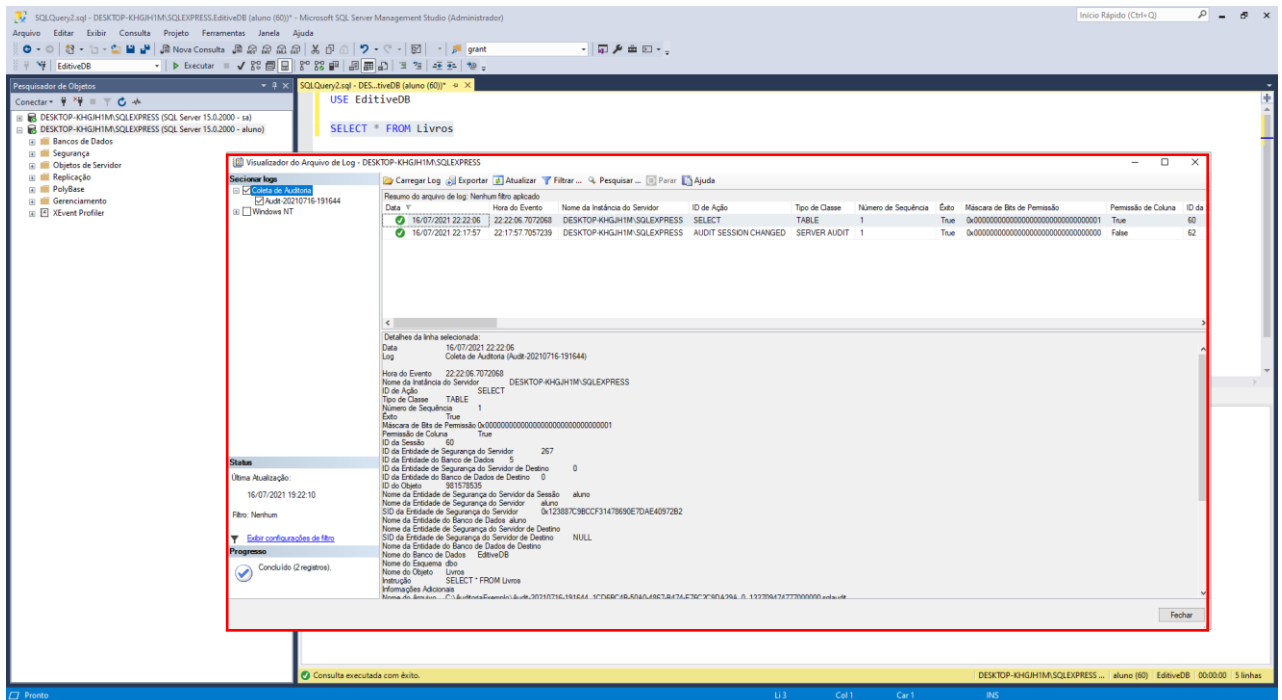 SQLQuery2.sql - DESKTOP-KHGJH1M\SQLEXPRESS.EditiveDB (aluno (60))* - Microsoft SQL Server Management Studio (Administrador)
Início Rápido (Ctrl+Q)
Arquivo Editar Exibir Consulta Projeto Ferramentas Janela Ajuda
Nova Consulta
grant
EditiveDB
Executar
Pesquisador de Objetos
Conectar
DESKTOP-KHGJH1M\SQLEXPRESS (SQL Server 15.0.2000 - sa)
DESKTOP-KHGJH1M\SQLEXPRESS (SQL Server 15.0.2000 - aluno)
Bancos de Dados
Segurança
Objetos de Servidor
Replicação
PolyBase
Gerenciamento
XEvent Profiler
SQLQuery2.sql - DES...tiveDB (aluno (60))*
USE EditiveDB
SELECT * FROM Livros
Visualizador do Arquivo de Log - DESKTOP-KHGJH1M\SQLEXPRESS
Secionar logs
Coleta de Auditoria
Audit-20210716-191644
Windows NT
Carregar Log Exportar Atualizar Filtrar ... Pesquisar ... Parar Ajuda
Resumo do arquivo de log: Nenhum filtro aplicado
Data Hora do Evento Nome da Instância do Servidor ID de Ação Tipo de Classe Número de Sequência Êxito Máscara de Bits de Permissão Permissão de Coluna ID da
16/07/2021 22:22:06 22:22:06.7072068 DESKTOP-KHGJH1M\SQLEXPRESS SELECT TABLE 1 True 0x00000000000000000000000000000001 True 60
16/07/2021 22:17:57 22:17:57.7057239 DESKTOP-KHGJH1M\SQLEXPRESS AUDIT SESSION CHANGED SERVER AUDIT 1 True 0x00000000000000000000000000000000 False 62
Detalhes da linha selecionada:
Data 16/07/2021 22:22:06
Log Coleta de Auditoria (Audit-20210716-191644)
Hora do Evento 22:22:06.7072068
Nome da Instância do Servidor DESKTOP-KHGJH1M\SQLEXPRESS
ID de Ação SELECT
Tipo de Classe TABLE
Número de Sequência 1
Êxito True
Máscara de Bits de Permissão 0x00000000000000000000000000000001
Permissão de Coluna True
ID da Sessão 60
ID da Entidade de Segurança do Servidor 267
ID da Entidade do Banco de Dados 5
ID da Entidade de Segurança do Servidor de Destino 0
ID da Entidade do Banco de Dados de Destino 0
ID do Objeto 981578535
Nome da Entidade de Segurança do Servidor da Sessão aluno
Nome da Entidade de Segurança do Servidor aluno
SID da Entidade de Segurança do Servidor 0x123887C9BCCF31478690E7DAE40972B2
Nome da Entidade do Banco de Dados aluno
Nome da Entidade de Segurança do Servidor de Destino
SID da Entidade de Segurança do Servidor de Destino NULL
Nome da Entidade do Banco de Dados de Destino
Nome do Banco de Dados EditiveDB
Nome do Esquema dbo
Nome do Objeto Livros
Instrução SELECT * FROM Livros
Informações Adicionais
Nome do Arquivo
Status
Última Atualização:
16/07/2021 19:22:10
Filtro: Nenhum
Exibir configurações de filtro
Progresso
Concluído (2 registros).
Fechar
Consulta executada com êxito.
DESKTOP-KHGJH1M\SQLEXPRESS ... aluno (60) EditiveDB 00:00:00 5 linhas
Pronto Li 3 Col 1 Car 1 INS